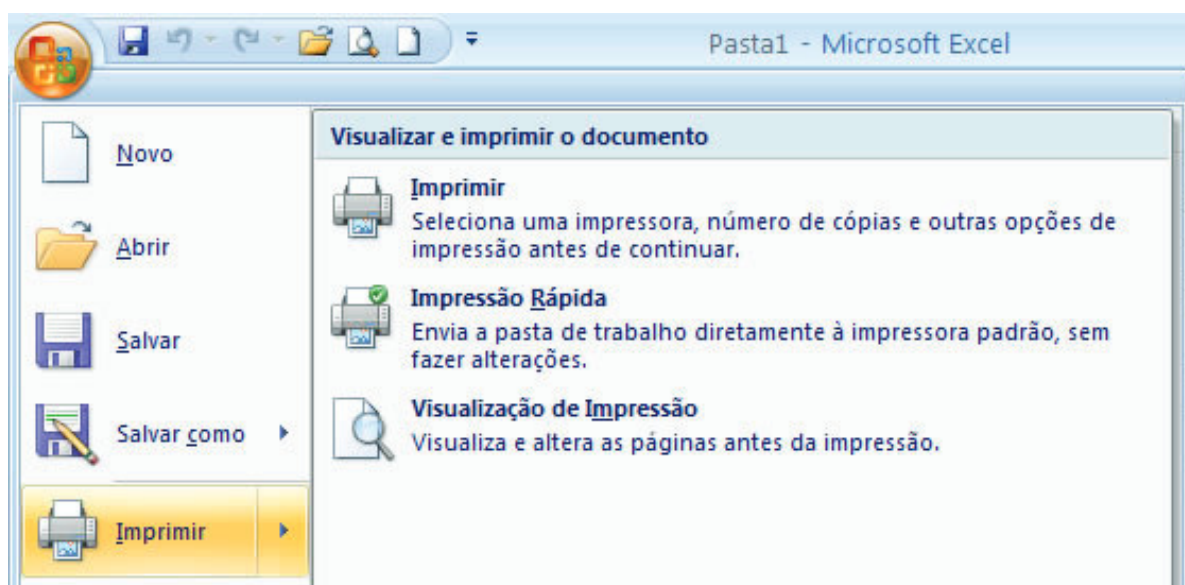 Pasta1 - Microsoft Excel
Novo
Abrir
Salvar
Salvar como
Imprimir
Visualizar e imprimir o documento
Imprimir
Seleciona uma impressora, número de cópias e outras opções de
impressão antes de continuar.
Impressão Rápida
Envia a pasta de trabalho diretamente à impressora padrão, sem
fazer alterações.
Visualização de Impressão
Visualiza e altera as páginas antes da impressão.